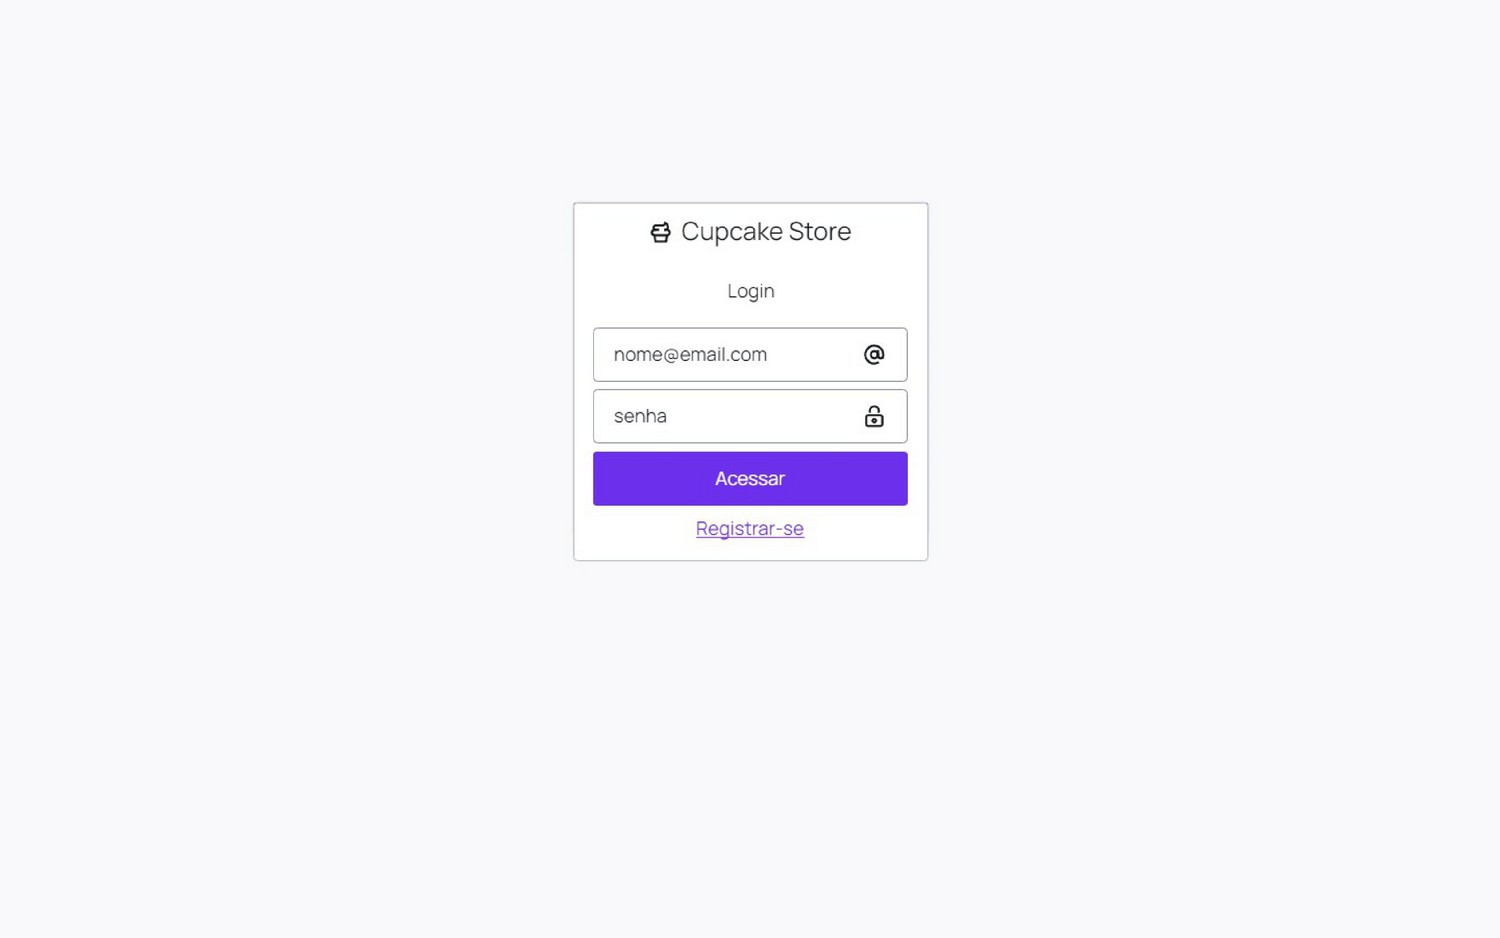 Cupcake Store
Login
nome@email.com
senha
Acessar
Registrar-se